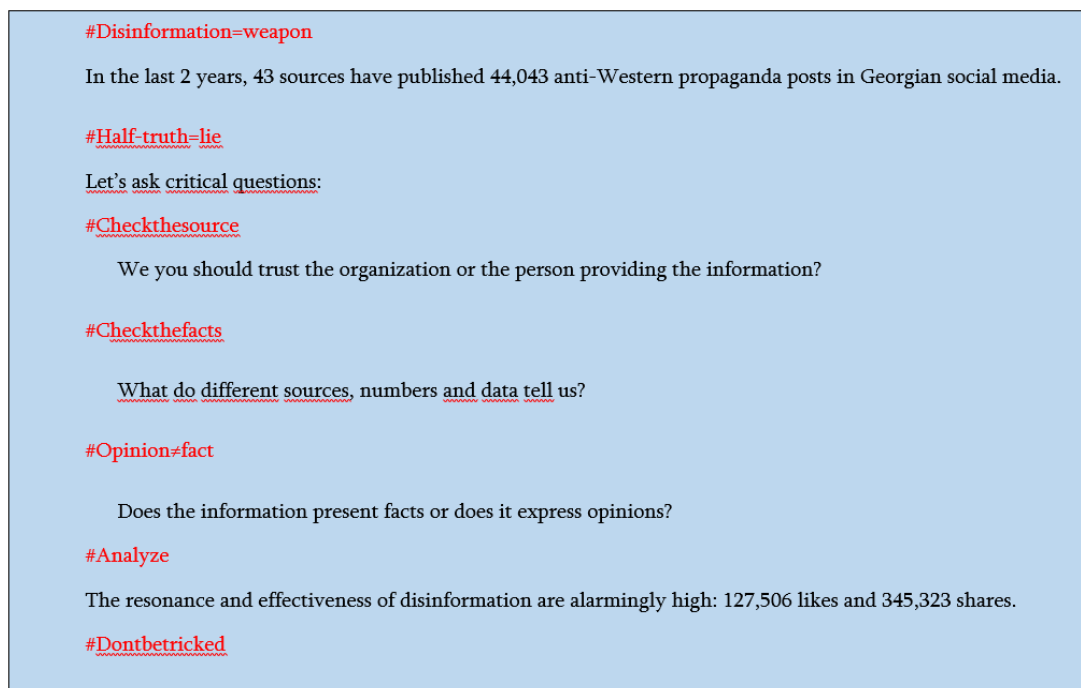 #Disinformation=weapon
In the last 2 years, 43 sources have published 44,043 anti-Western propaganda posts in Georgian social media.
#Half-truth=lie
Let’s ask critical questions:
#Checkthesource
We you should trust the organization or the person providing the information?
#Checkthefacts
What do different sources, numbers and data tell us?
#Opinion≠fact
Does the information present facts or does it express opinions?
#Analyze
The resonance and effectiveness of disinformation are alarmingly high: 127,506 likes and 345,323 shares.
#Dontbetricked